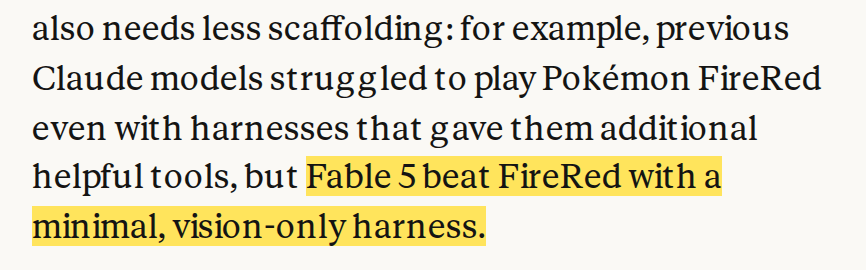 also needs less scaffolding: for example, previous
Claude models struggled to play Pokémon FireRed
even with harnesses that gave them additional
helpful tools, but Fable 5 beat FireRed with a
minimal, vision-only harness.